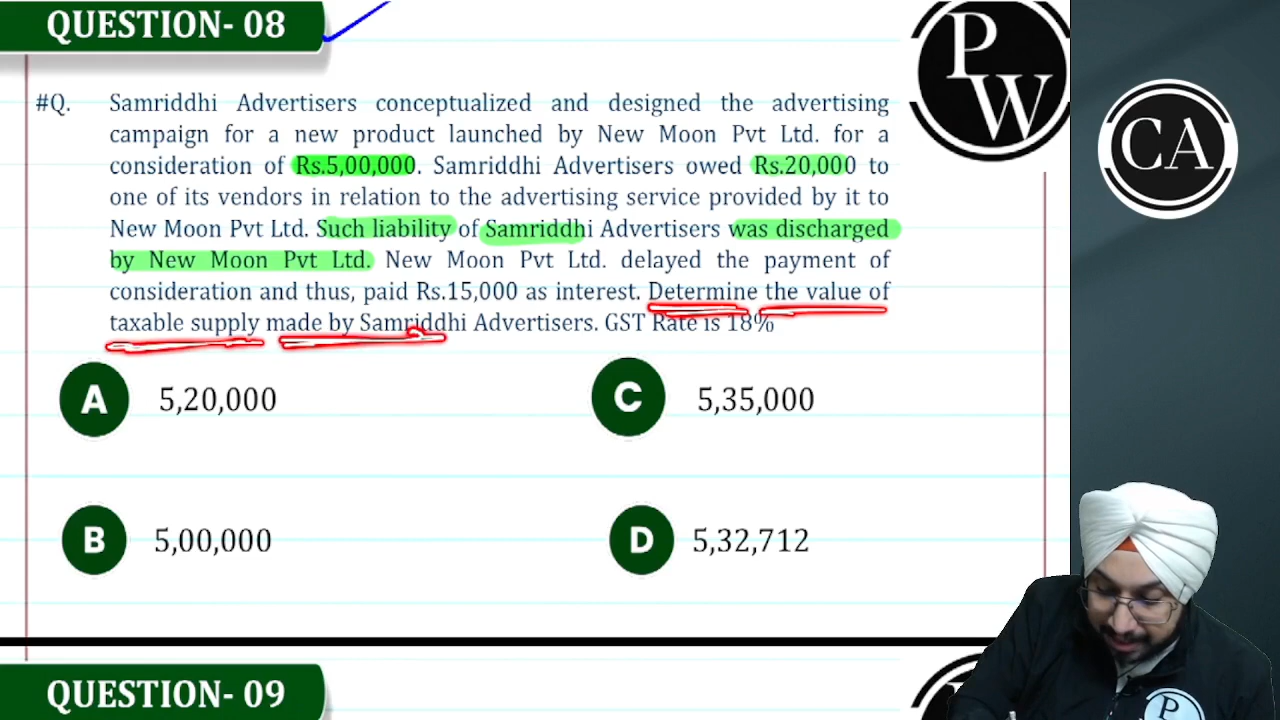 QUESTION- 08
#Q. Samriddhi Advertisers conceptualized and designed the advertising
campaign for a new product launched by New Moon Pvt Ltd. for a
consideration of Rs.5,00,000. Samriddhi Advertisers owed Rs.20,000 to
one of its vendors in relation to the advertising service provided by it to
New Moon Pvt Ltd. Such liability of Samriddhi Advertisers was discharged
by New Moon Pvt Ltd. New Moon Pvt Ltd. delayed the payment of
consideration and thus, paid Rs.15,000 as interest. Determine the value of
taxable supply made by Samriddhi Advertisers. GST Rate is 18%
A 5,20,000
C 5,35,000
B 5,00,000
D 5,32,712
QUESTION- 09
P
W
CA
P